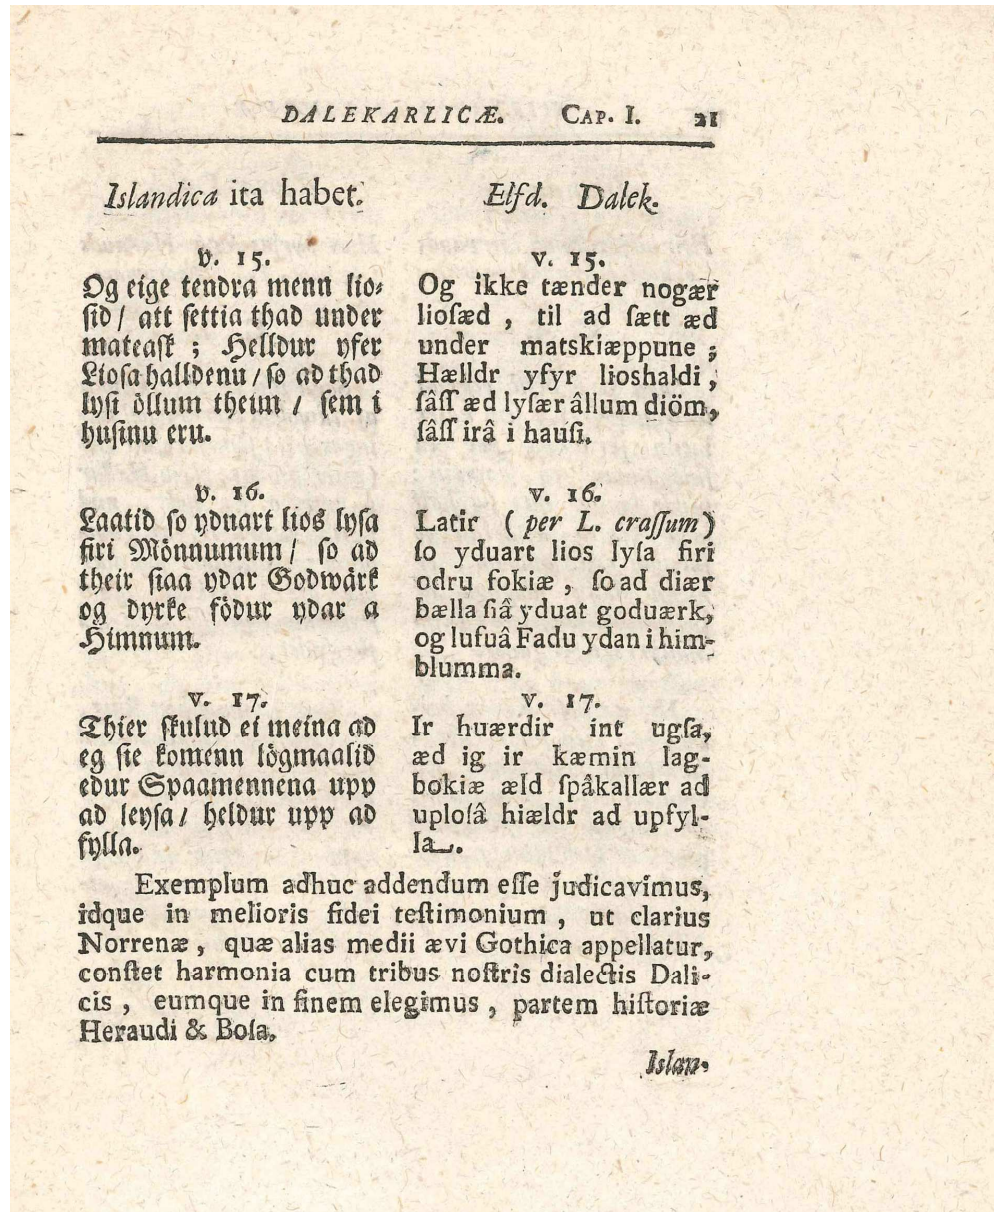 DALEKARLICÆ. CAP. I. 21
Islandica ita habet.
v. 15.
Og eige tendra menn lio⸗
ſid / att ſettia thad under
mateaſk ; Helldur yfer
Lioſa halldenu / ſo ad thad
lyſi öllum theim / ſem i
huſinu eru.
v. 16.
Laatid ſo yduart lios lyſa
firi Mönnumum / ſo ad
their ſiaa ydar Godwärk
og dyrke födur ydar a
Himnum.
v. 17.
Thier ſkulud ei meina ad
eg ſie komenn lögmaalid
edur Spaamennena upp
ad leyſa / heldur upp ad
fylla.
Elfd. Dalek.
v. 15.
Og ikke tænder nogær
lioſæd , til ad ſætt æd
under matskiæppune ;
Hælldr yfyr lioshaldi ,
ſâſſ æd lyſær âllum diöm,
ſâſſ irâ i hauſi.
v. 16.
Latir ( per L. craſſum )
ſo yduart lios lyſa firi
odru fokiæ , ſo ad diær
bælla ſiâ yduat goduærk,
og lufuâ Fadu ydan i him-
blumma.
v. 17.
Ir huærdir int ugſa,
æd ig ir kæmin lag-
bokiæ æld ſpâkallær ad
uploſâ hiældr ad upfyl-
la.
Exemplum adhuc addendum eſſe judicavimus,
idque in melioris fidei teſtimonium , ut clarius
Norrenæ , quæ alias medii ævi Gothica appellatur,
conſtet harmonia cum tribus noſtris dialectis Dali-
cis , eumque in finem elegimus , partem hiſtoriæ
Heraudi & Boſa,
Islan-